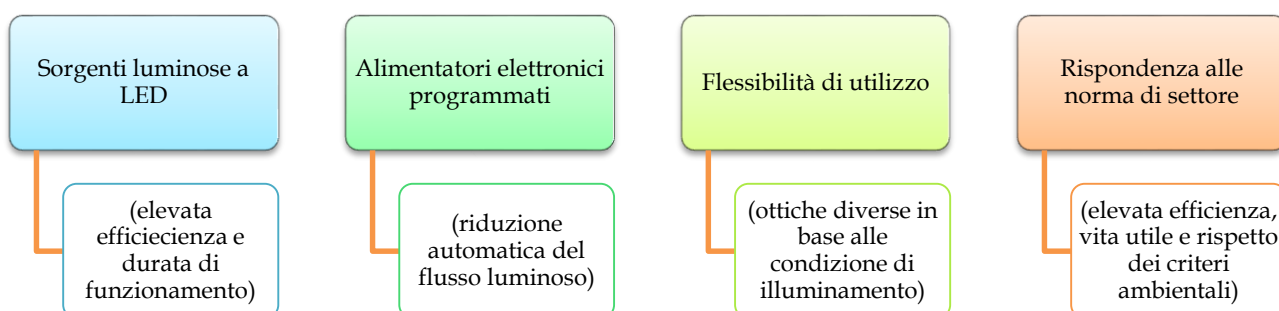 Sorgenti luminose a
LED
(elevata
efficiecienza e
durata di
funzionamento)
Alimentatori elettronici
programmati
(riduzione
automatica del
flusso luminoso)
Flessibilità di utilizzo
(ottiche diverse in
base alle
condizione di
illuminamento)
Rispondenza alle
norma di settore
(elevata efficienza,
vita utile e rispetto
dei criteri
ambientali)